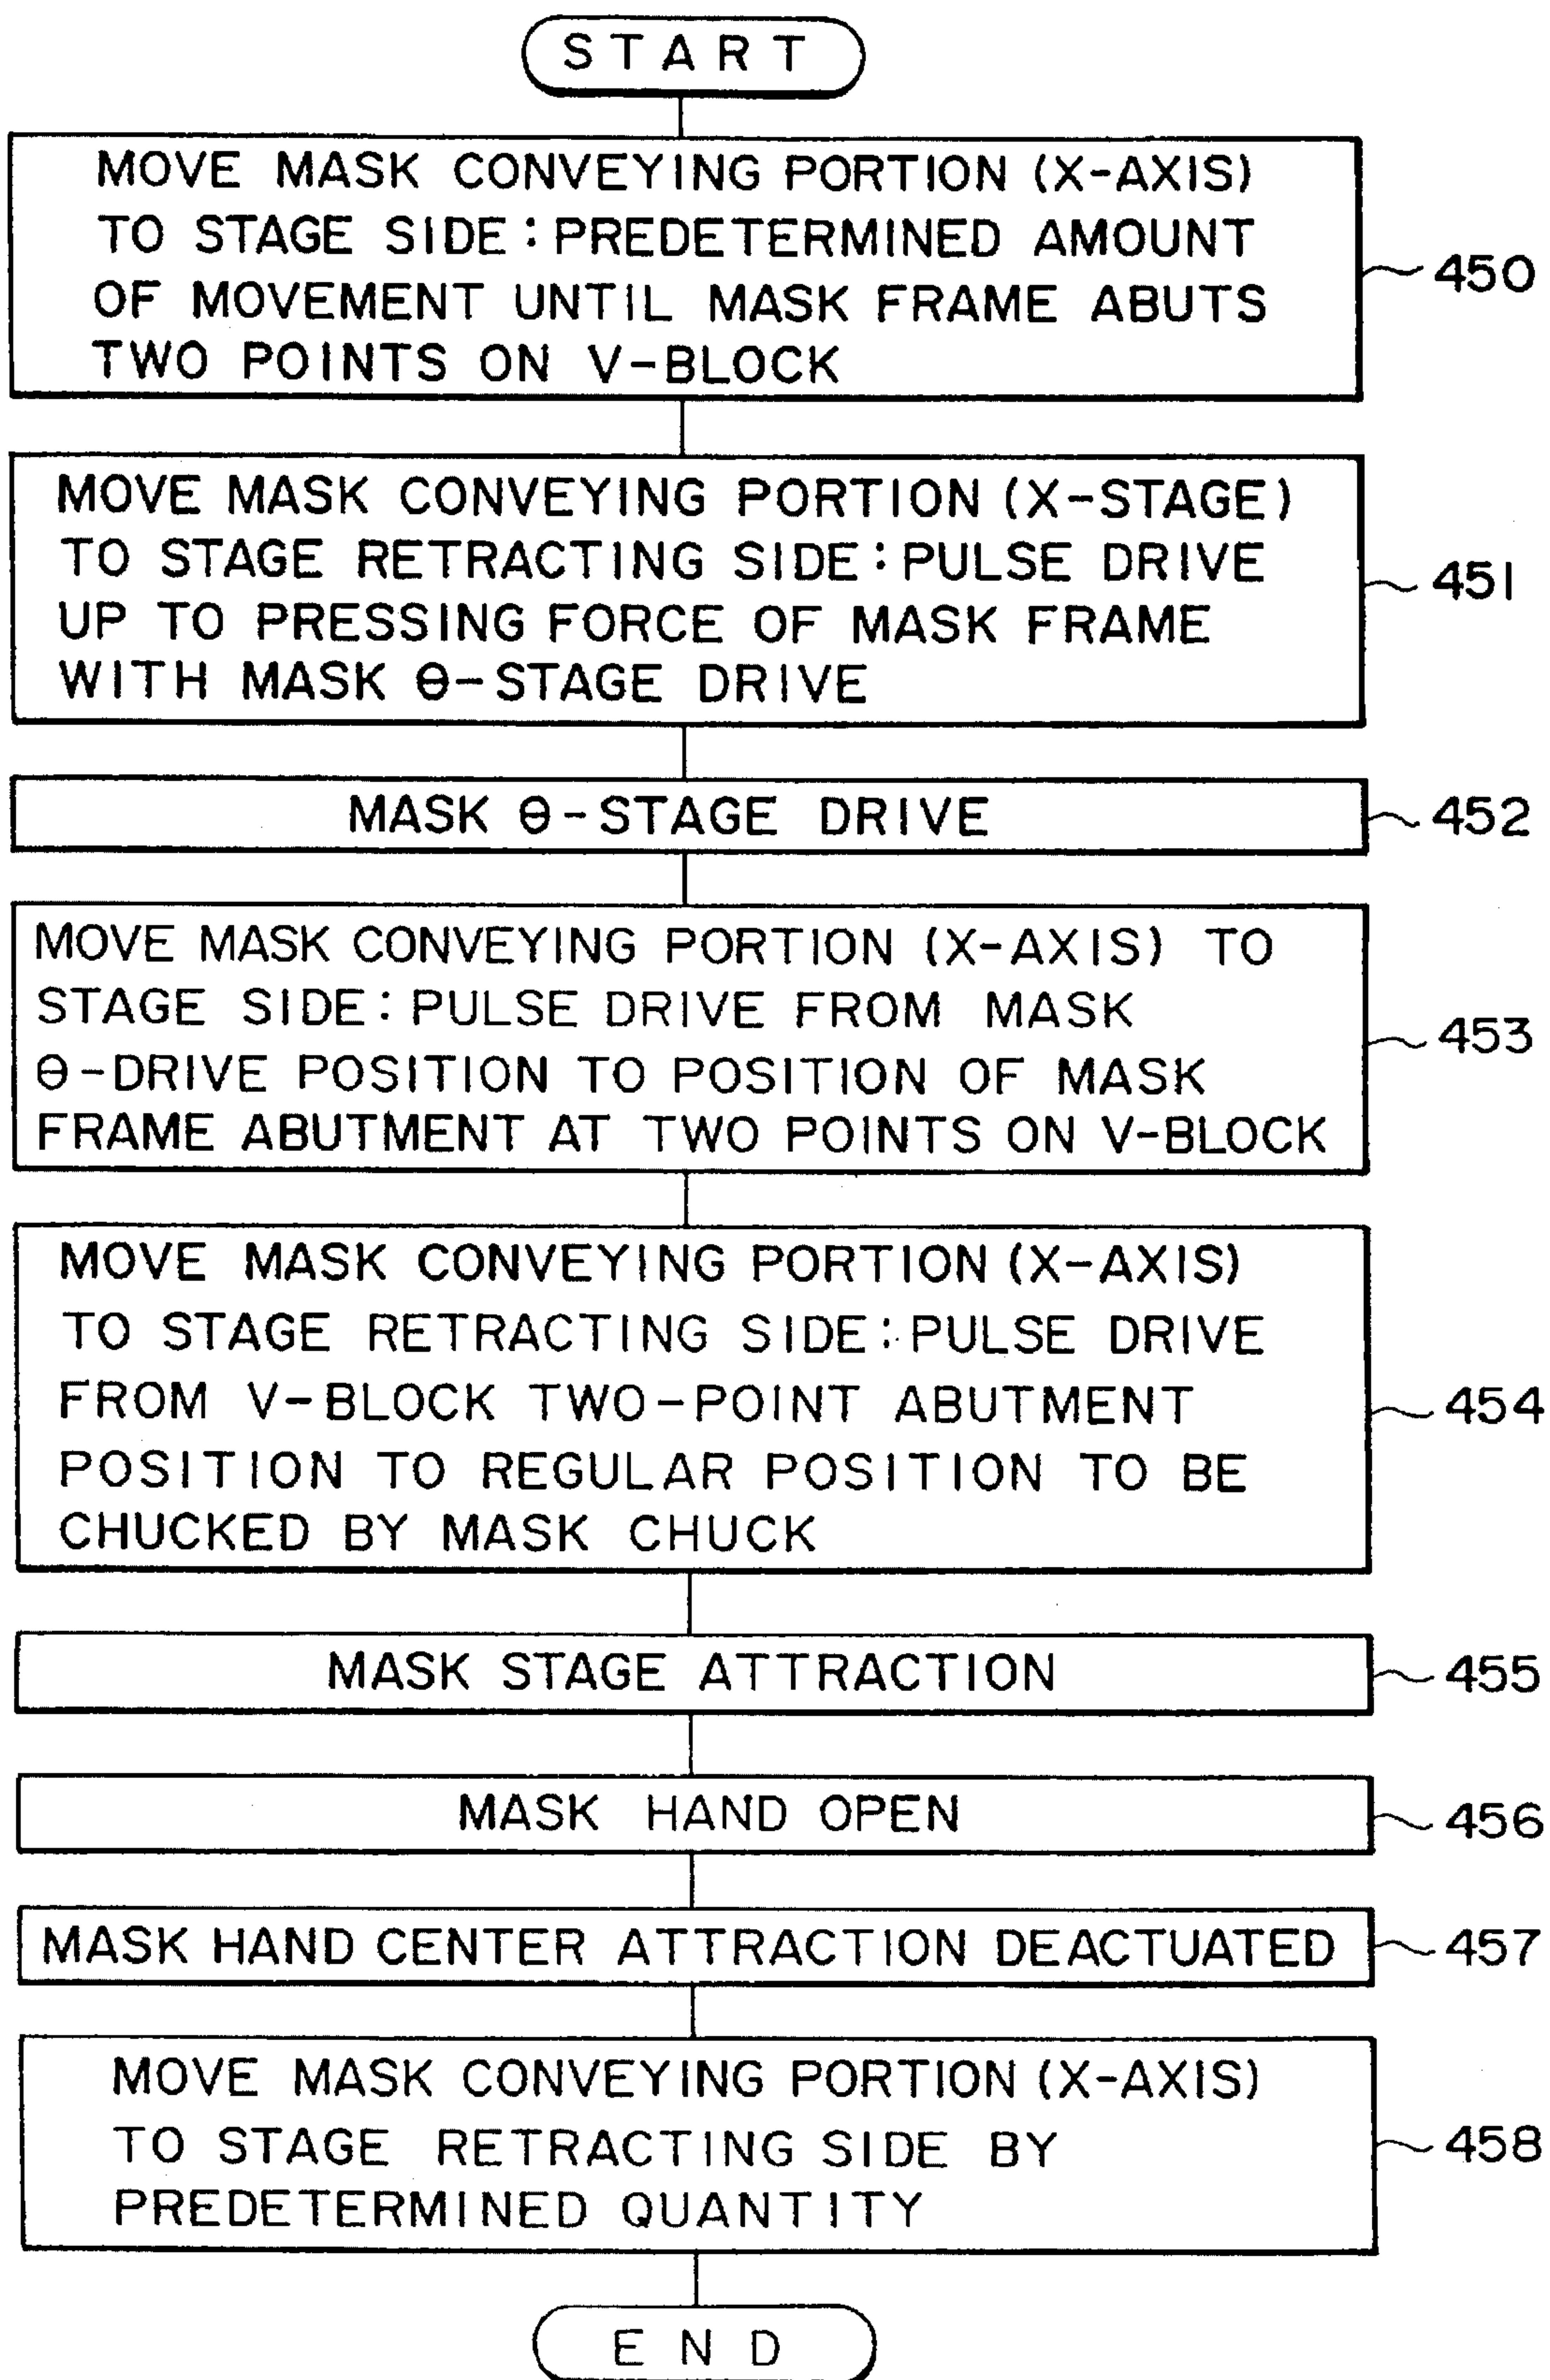 START
MOVE MASK CONVEYING PORTION (X-AXIS)
TO STAGE SIDE: PREDETERMINED AMOUNT
OF MOVEMENT UNTIL MASK FRAME ABUTS
TWO POINTS ON V-BLOCK
450
MOVE MASK CONVEYING PORTION (X-STAGE)
TO STAGE RETRACTING SIDE: PULSE DRIVE
UP TO PRESSING FORCE OF MASK FRAME
WITH MASK θ-STAGE DRIVE
451
MASK θ-STAGE DRIVE
452
MOVE MASK CONVEYING PORTION (X-AXIS) TO
STAGE SIDE: PULSE DRIVE FROM MASK
θ-DRIVE POSITION TO POSITION OF MASK
FRAME ABUTMENT AT TWO POINTS ON V-BLOCK
453
MOVE MASK CONVEYING PORTION (X-AXIS)
TO STAGE RETRACTING SIDE: PULSE DRIVE
FROM V-BLOCK TWO-POINT ABUTMENT
POSITION TO REGULAR POSITION TO BE
CHUCKED BY MASK CHUCK
454
MASK STAGE ATTRACTION
455
MASK HAND OPEN
456
MASK HAND CENTER ATTRACTION DEACTUATED
457
MOVE MASK CONVEYING PORTION (X-AXIS)
TO STAGE RETRACTING SIDE BY
PREDETERMINED QUANTITY
458
END